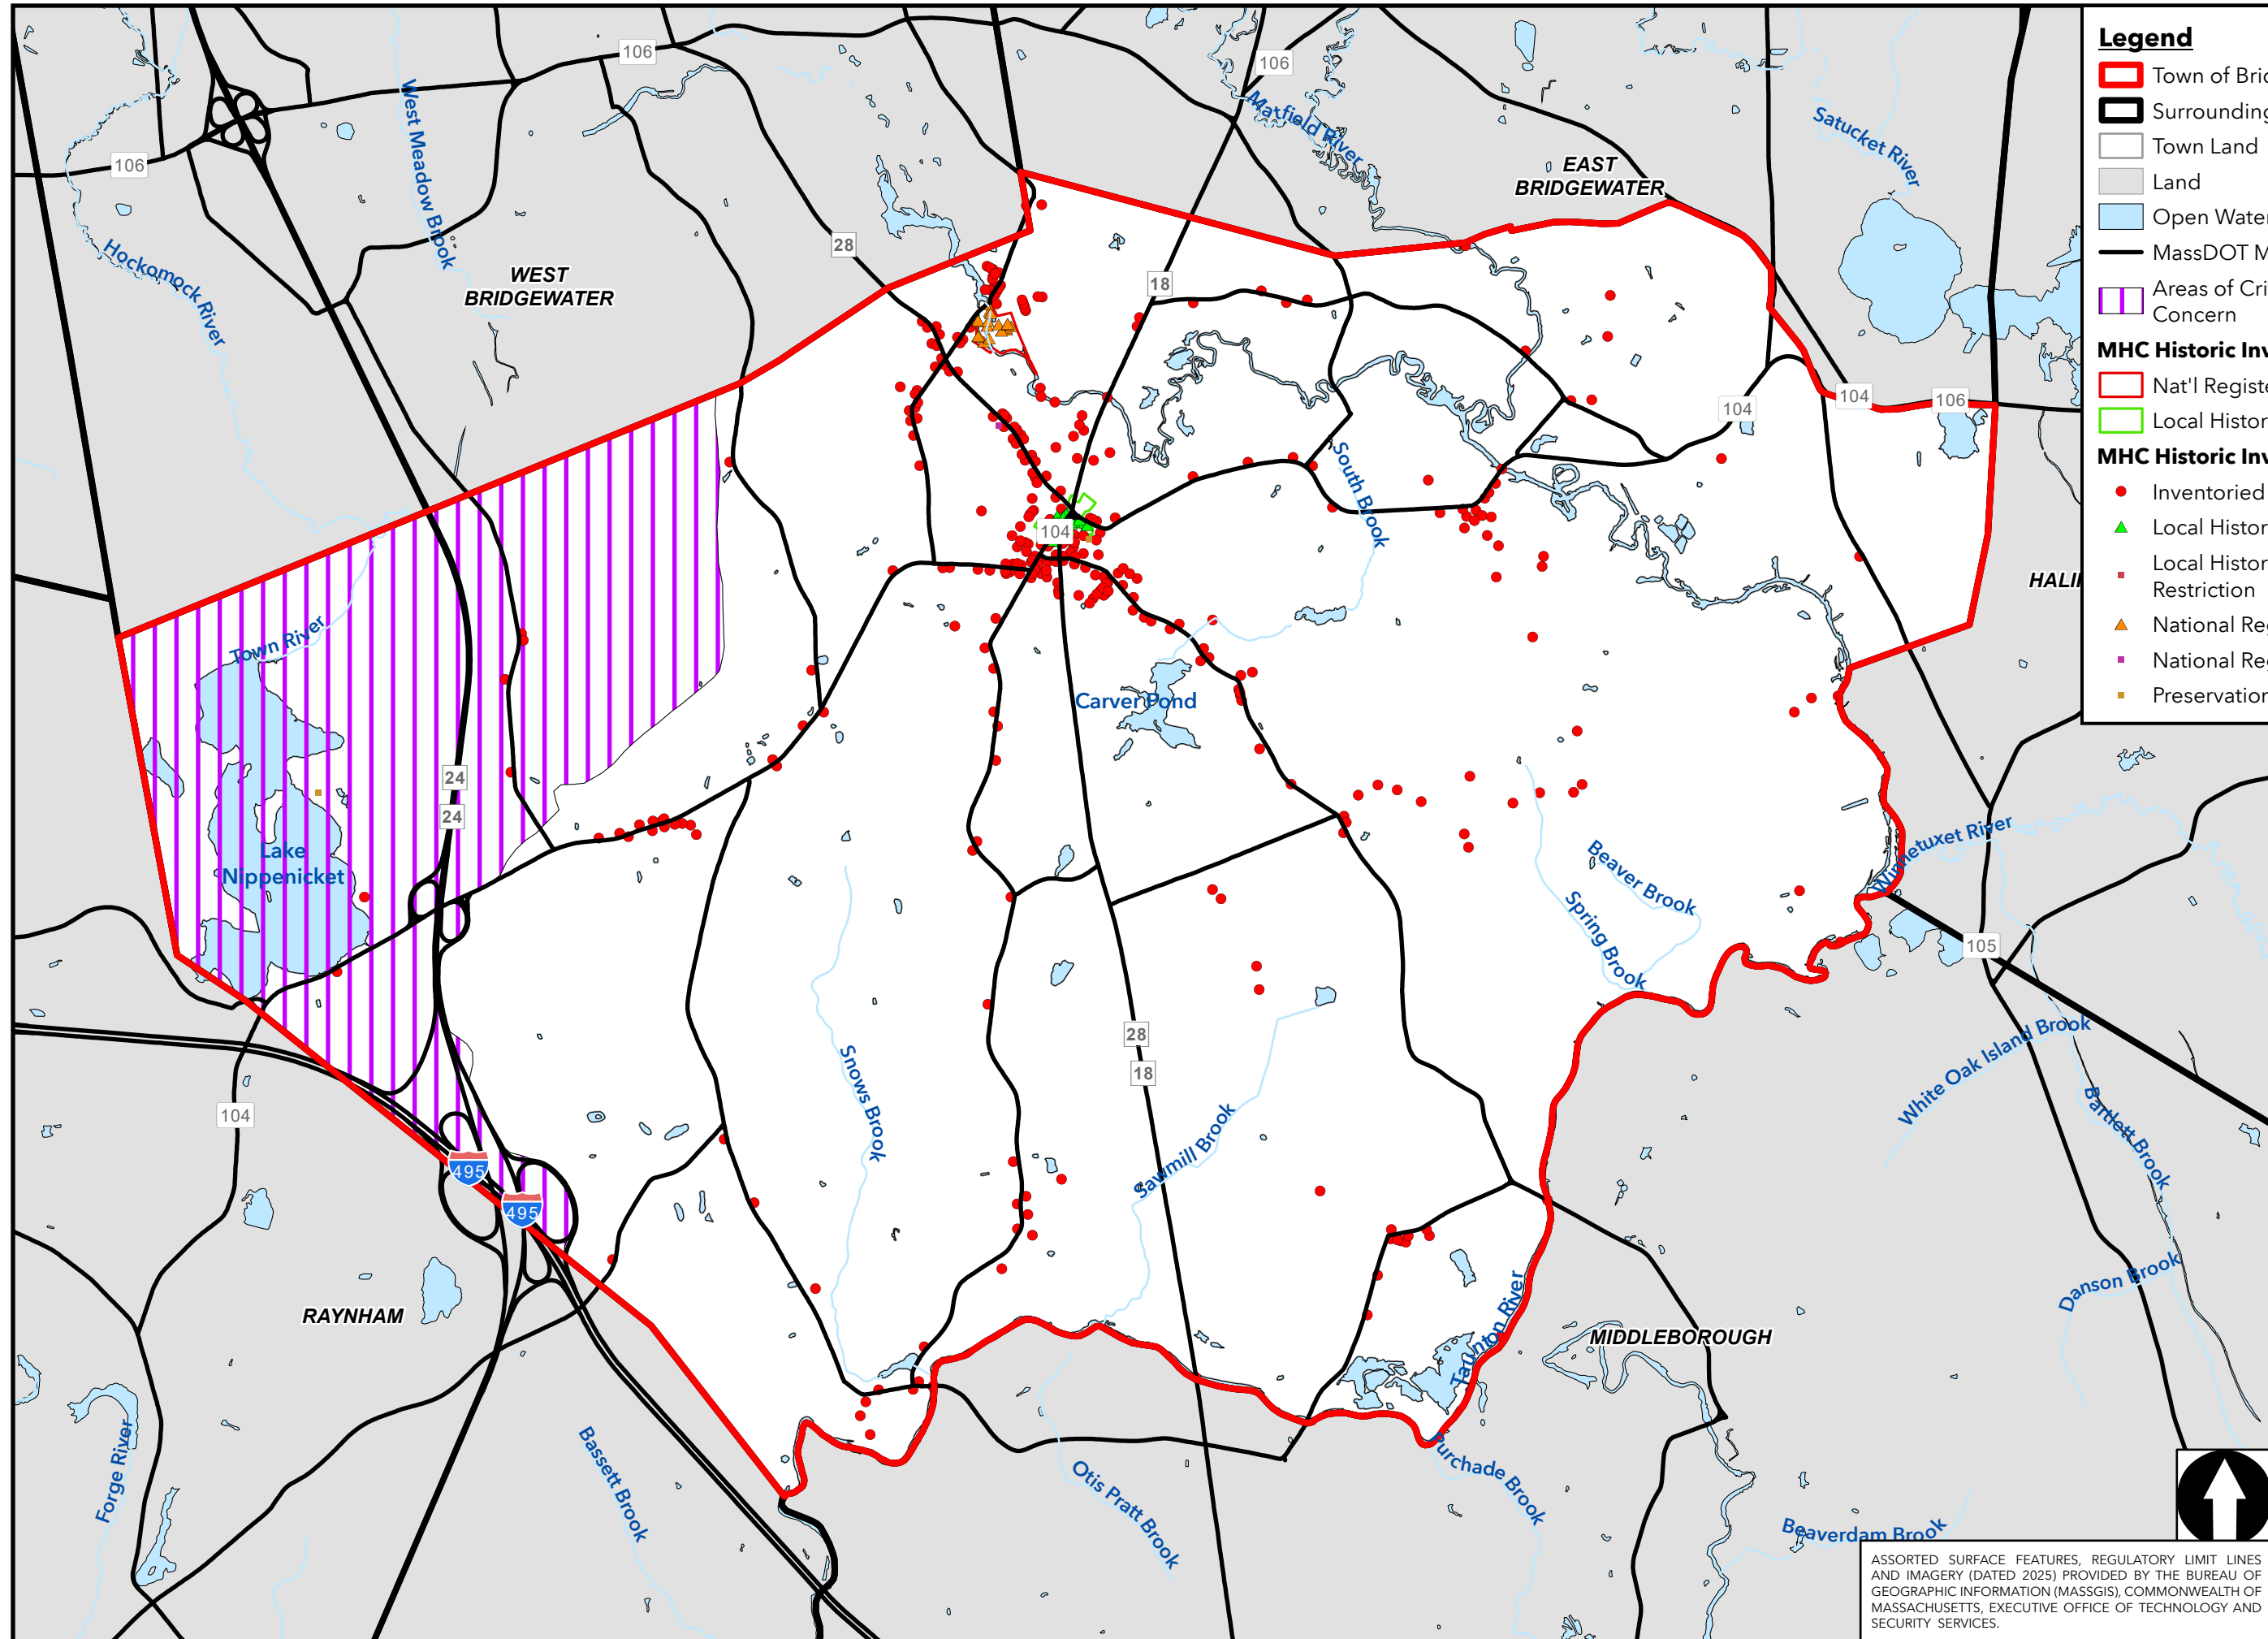 106
106
106
West Meadow Brook
Hockomock River
WEST
BRIDGEWATER
28
18
Matfield River
EAST
BRIDGEWATER
Satucket River
104
104
106
South Brook
104
Town River
Carver Pond
24
24
Lake
Nippenicket
Beaver Brook
Spring Brook
Winnetuxet River
105
28
18
Snows Brook
Sawmill Brook
White Oak Island Brook
Bartlett Brook
104
495
495
RAYNHAM
Taunton River
MIDDLEBOROUGH
Danson Brook
Forge River
Bassett Brook
Otis Pratt Brook
Purchade Brook
Beaverdam Brook
Legend
Town of Brid
Surrounding
Town Land
Land
Open Water
MassDOT M
Areas of Cri
Concern
MHC Historic Inv
Nat'l Registe
Local Histor
MHC Historic Inv
Inventoried
Local Histor
Local Histor
Restriction
National Reg
National Reg
Preservation
HALIF
ASSORTED SURFACE FEATURES, REGULATORY LIMIT LINES
AND IMAGERY (DATED 2025) PROVIDED BY THE BUREAU OF
GEOGRAPHIC INFORMATION (MASSGIS), COMMONWEALTH OF
MASSACHUSETTS, EXECUTIVE OFFICE OF TECHNOLOGY AND
SECURITY SERVICES.